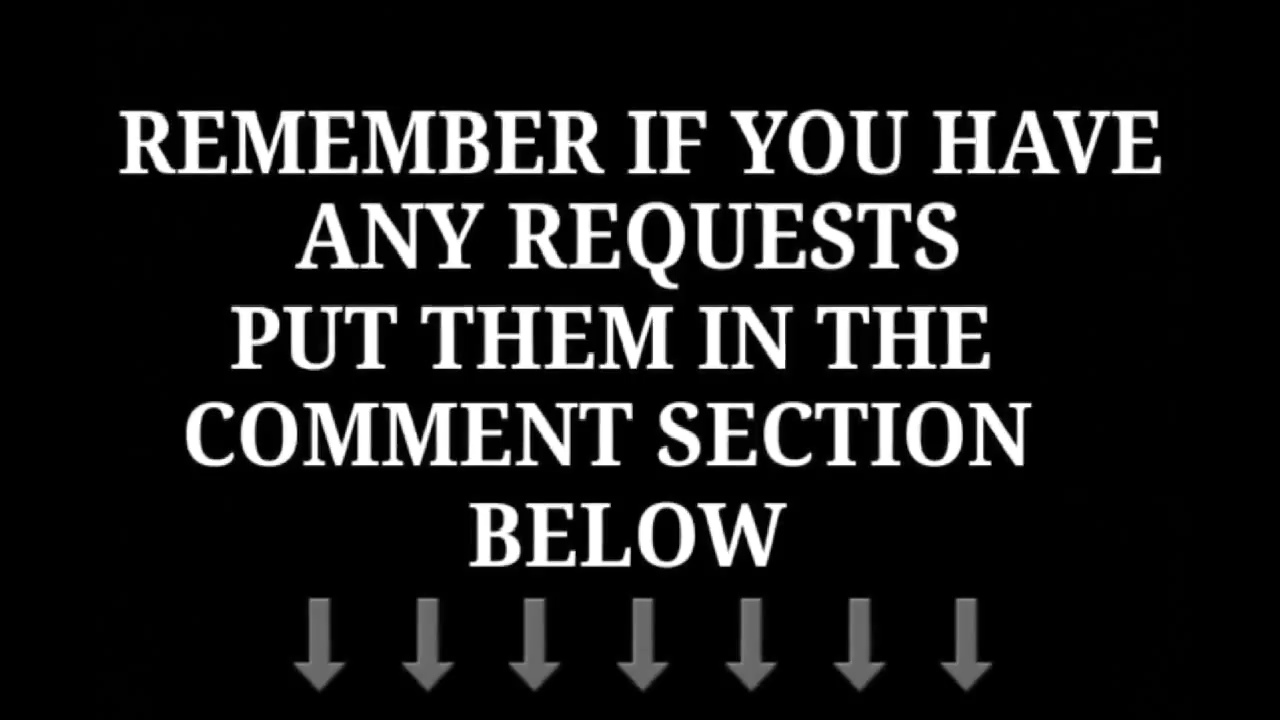 REMEMBER IF YOU HAVE
ANY REQUESTS
PUT THEM IN THE
COMMENT SECTION
BELOW